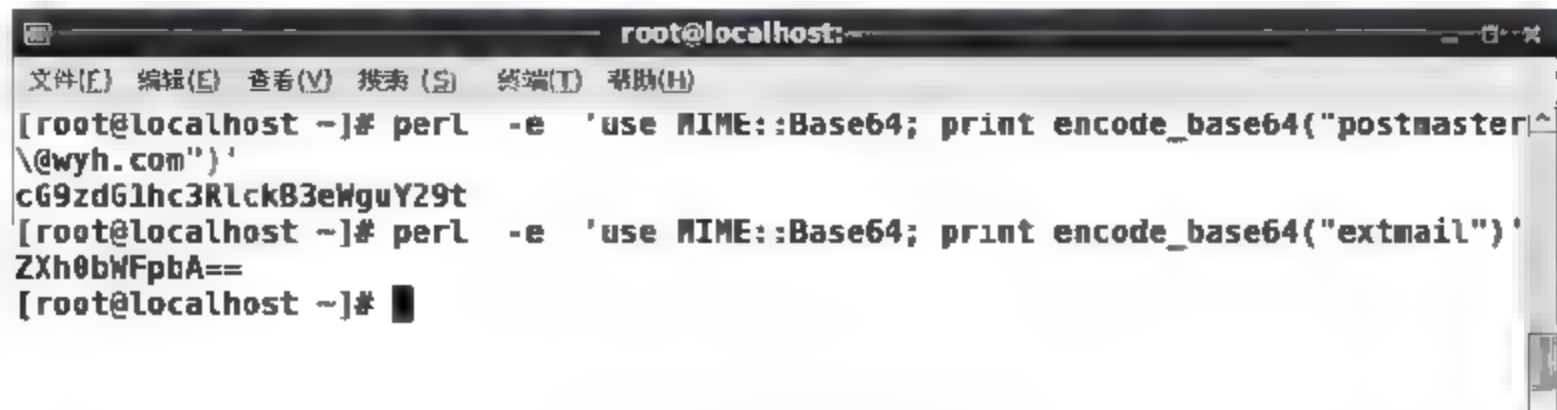 root@localhost:~
文件(F) 编辑(E) 查看(V) 搜索 (S) 终端(T) 帮助(H)
[root@localhost ~]# perl  -e  'use MIME::Base64; print encode_base64("postmaster
\@wyh.com")'
cG9zdG1hc3RlckB3eWguY29t
[root@localhost ~]# perl  -e  'use MIME::Base64; print encode_base64("extmail")'
ZXh0bWFpbA==
[root@localhost ~]#